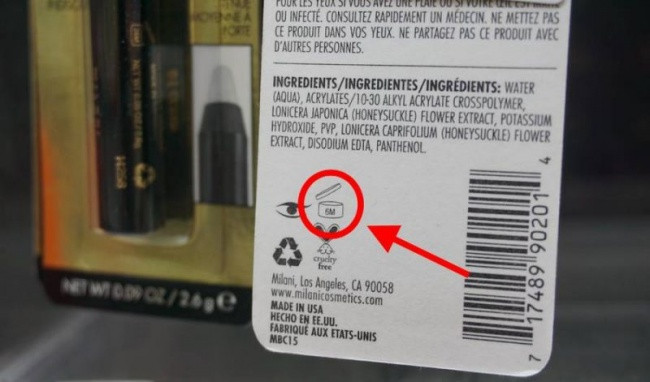 POUR LES YEUX SI VOUS AVEZ UNE PLAIE OU SI VOTRE ŒIL EST IRRITÉ
OU INFECTÉ. CONSULTEZ RAPIDEMENT UN MÉDECIN. NE METTEZ PAS
CE PRODUIT DANS VOS YEUX. NE PARTAGEZ PAS CE PRODUIT AVEC
D'AUTRES PERSONNES.
INGREDIENTS/INGREDIENTES/INGRÉDIENTS: WATER
(AQUA), ACRYLATES/10-30 ALKYL ACRYLATE CROSSPOLYMER,
LONICERA JAPONICA (HONEYSUCKLE) FLOWER EXTRACT, POTASSIUM
HYDROXIDE, PVP, LONICERA CAPRIFOLIUM (HONEYSUCKLE) FLOWER
EXTRACT, DISODIUM EDTA, PANTHENOL.
6M
cruelty
free
Milani, Los Angeles, CA 90058
www.milanicosmetics.com
MADE IN USA
HECHO EN EE.UU.
FABRIQUÉ AUX ETATS-UNIS
MBC15
7 17489 90201 4
TENUE
MOYENNE À
FORTE
NET WT 0.09 OZ / 2.6 g e